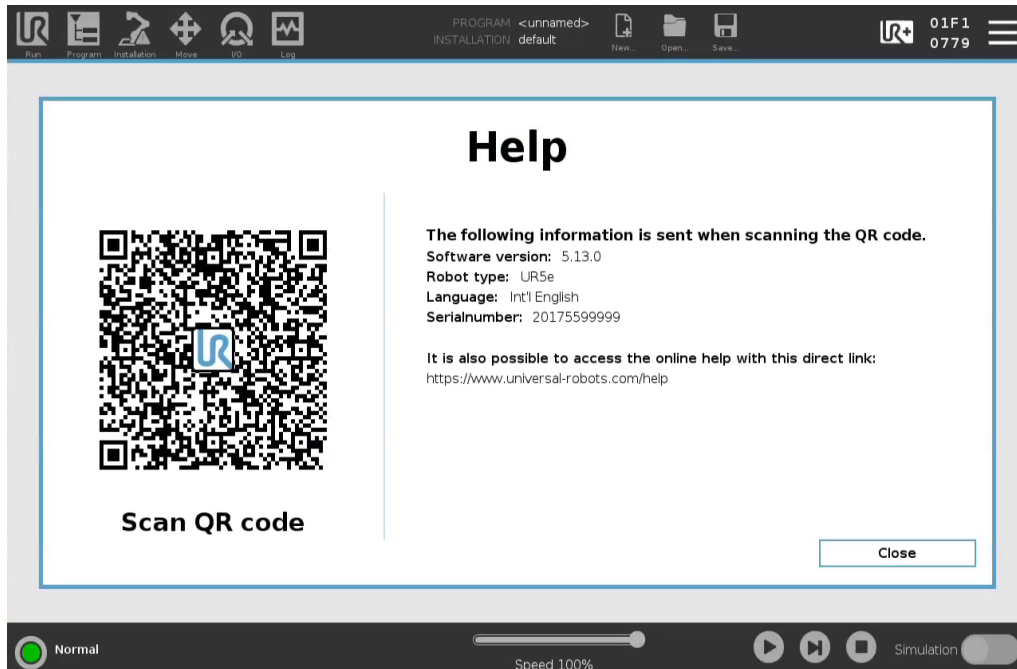 Run Program Installation Move I/O Log
PROGRAM <unnamed>
INSTALLATION default
New... Open... Save...
UR+
01F1
0779
Help
The following information is sent when scanning the QR code.
Software version: 5.13.0
Robot type: UR5e
Language: Int'l English
Serialnumber: 20175599999
It is also possible to access the online help with this direct link:
https://www.universal-robots.com/help
UR
Scan QR code
Close
Normal
Speed 100%
Simulation